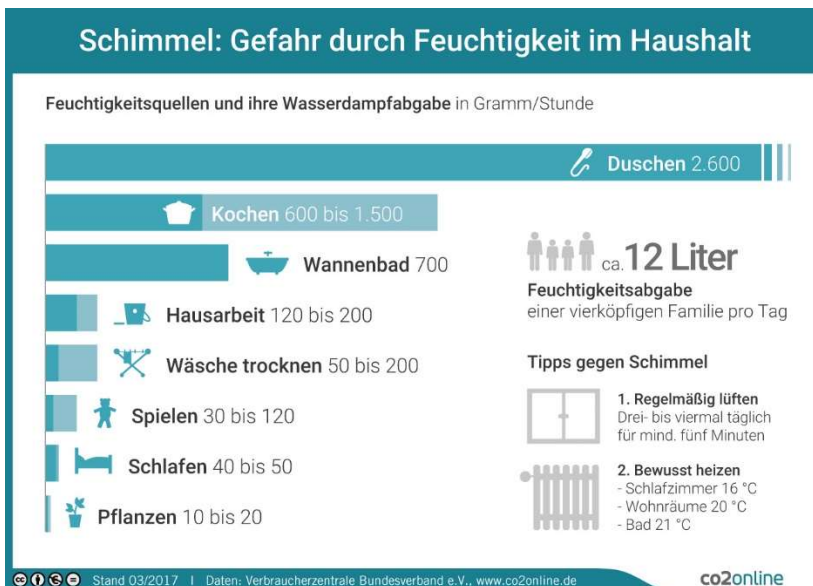 Schimmel: Gefahr durch Feuchtigkeit im Haushalt
Feuchtigkeitsquellen und ihre Wasserdampfabgabe in Gramm/Stunde
Duschen 2.600
Kochen 600 bis 1.500
Wannenbad 700
Hausarbeit 120 bis 200
Wäsche trocknen 50 bis 200
Spielen 30 bis 120
Schlafen 40 bis 50
Pflanzen 10 bis 20
ca. 12 Liter
Feuchtigkeitsabgabe
einer vierköpfigen Familie pro Tag
Tipps gegen Schimmel
1. Regelmäßig lüften
Drei- bis viermal täglich
für mind. fünf Minuten
2. Bewusst heizen
- Schlafzimmer 16 °C
- Wohnräume 20 °C
- Bad 21 °C
cc Stand 03/2017 | Daten: Verbraucherzentrale Bundesverband e.V., www.co2online.de
co2online